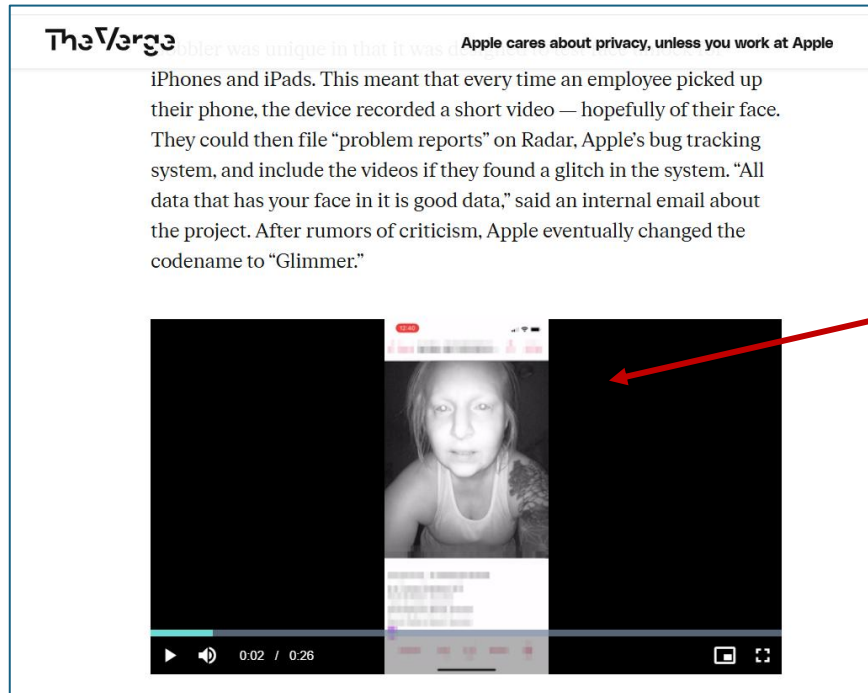 The Verge
Apple cares about privacy, unless you work at Apple
iPhones and iPads. This meant that every time an employee picked up
their phone, the device recorded a short video — hopefully of their face.
They could then file “problem reports” on Radar, Apple’s bug tracking
system, and include the videos if they found a glitch in the system. “All
data that has your face in it is good data,” said an internal email about
the project. After rumors of criticism, Apple eventually changed the
codename to “Glimmer.”
12:40
0:02 / 0:26